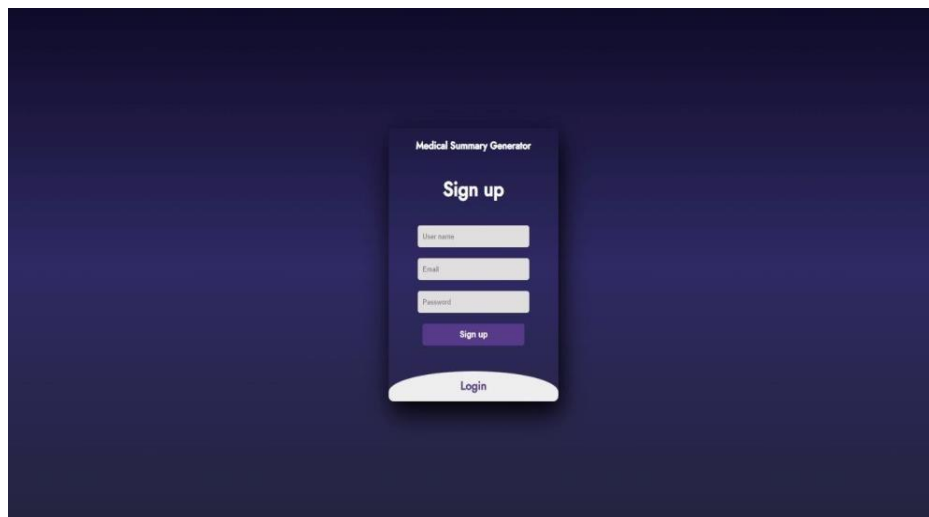 Medical Summary Generator
Sign up
User name
Email
Password
Sign up
Login